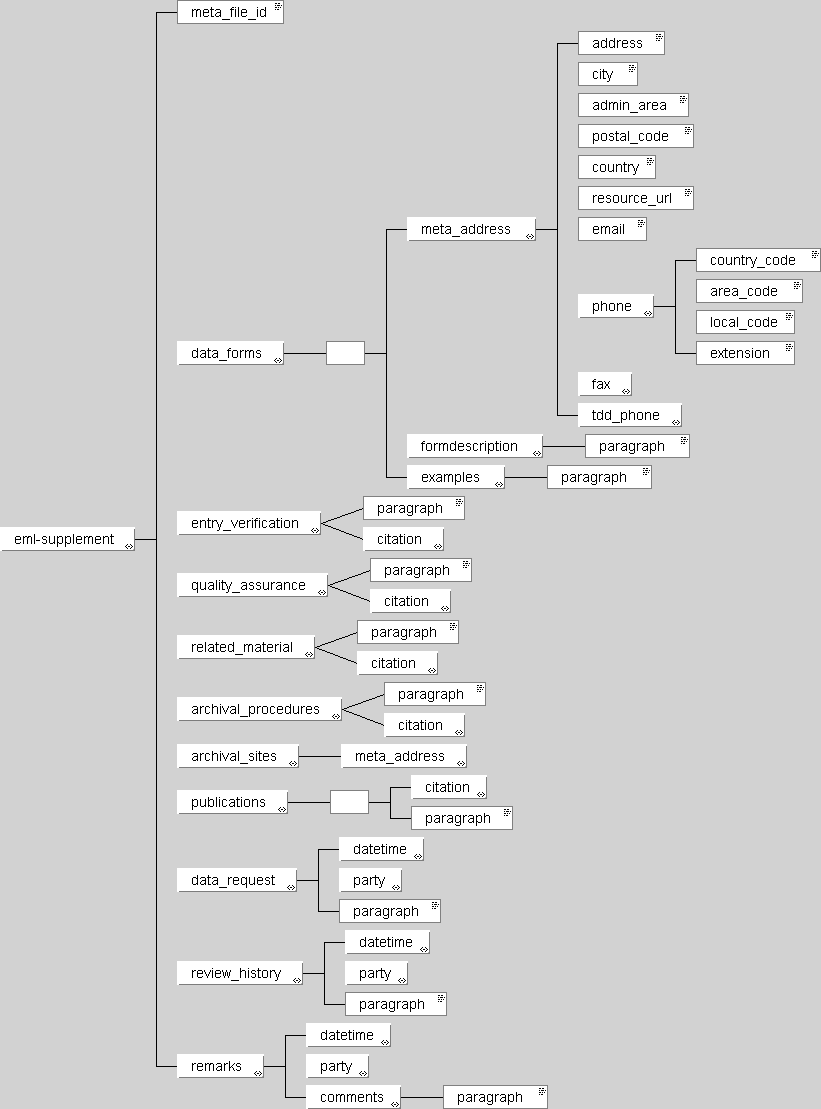 meta_file_id
address
city
admin_area
postal_code
country
resource_url
meta_address
email
country_code
area_code
phone
local_code
data_forms
extension
fax
tdd_phone
formdescription
paragraph
examples
paragraph
paragraph
entry_verification
eml-supplement
citation
paragraph
quality_assurance
citation
paragraph
related_material
citation
paragraph
archival_procedures
citation
archival_sites
meta_address
citation
publications
paragraph
datetime
data_request
party
paragraph
datetime
review_history
party
paragraph
datetime
remarks
party
comments
paragraph